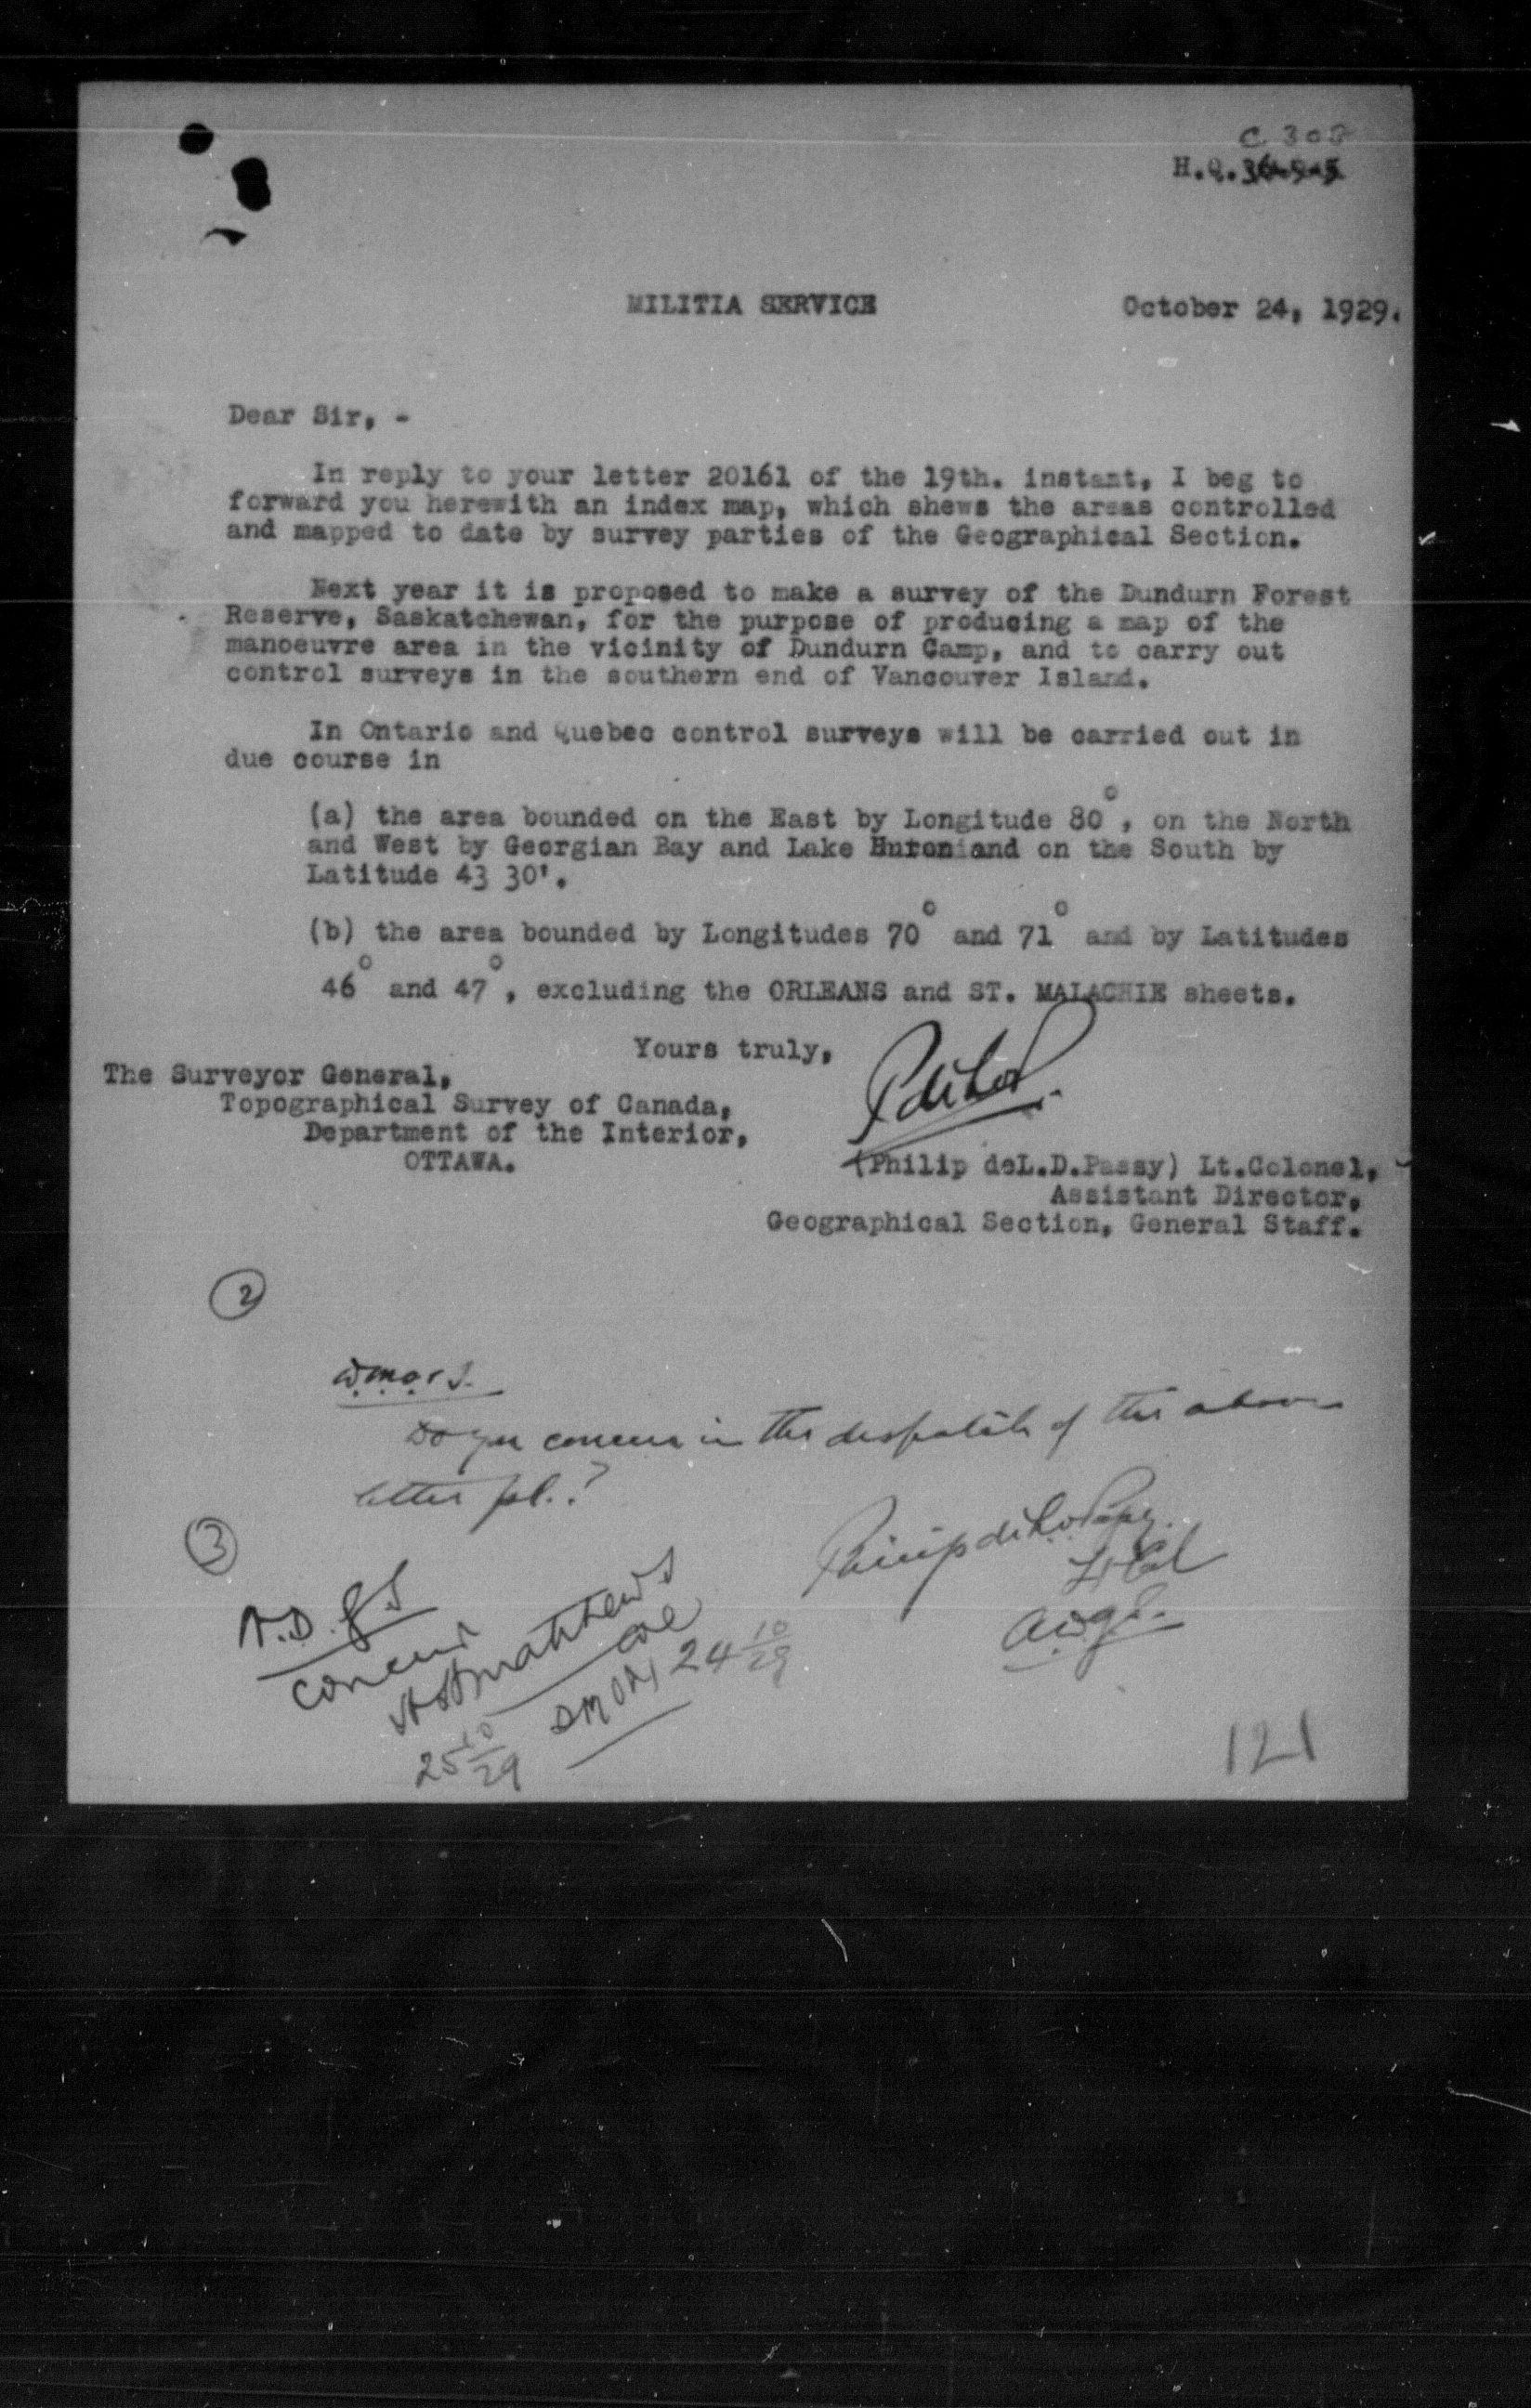 C 308
H.Q.
MILITIA SERVICE
October 24, 1929.
Dear Sir, -
In reply to your letter 20161 of the 19th. instant, I beg to
forward you herewith an index map, which shews the areas controlled
and mapped to date by survey parties of the Geographical Section.
Next year it is proposed to make a survey of the Dundurn Forest
Reserve, Saskatchewan, for the purpose of producing a map of the
manoeuvre area in the vicinity of Dundurn Camp, and to carry out
control surveys in the southern end of Vancouver Island.
In Ontario and Quebec control surveys will be carried out in
due course in
(a) the area bounded on the East by Longitude 80°, on the North
and West by Georgian Bay and Lake Huron and on the South by
Latitude 43 30'.
(b) the area bounded by Longitudes 70° and 71° and by Latitudes
46° and 47°, excluding the ORLEANS and ST. MALACHIE sheets.
Yours truly,
The Surveyor General,
Topographical Survey of Canada,
Department of the Interior,
OTTAWA.
(Philip deL.D.Passy) Lt.Colonel,
Assistant Director,
Geographical Section, General Staff.
2
D.M.O. & I.
Do you concur in the despatch of the above
letter pl.?
Philip deL.D.Passy.
Lt Col
A.D.G.S.
24 10/29
3
A.D.G.S
Concur
Matthews
Col
DMO&I
25 10/29
121